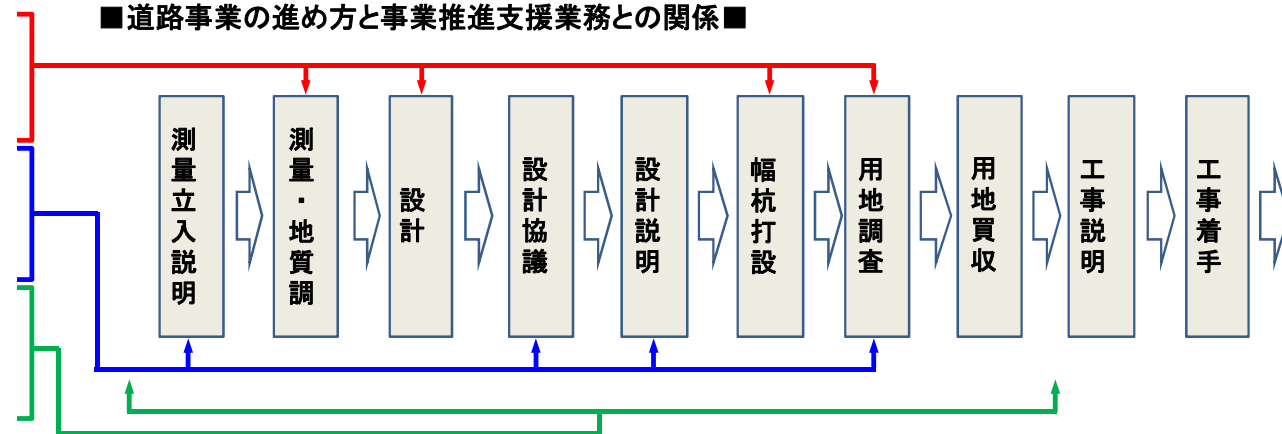 ■道路事業の進め方と事業推進支援業務との関係■
測量立入説明
測量・地質調
設計
設計協議
設計説明
幅杭打設
用地調査
用地買収
工事説明
工事着手